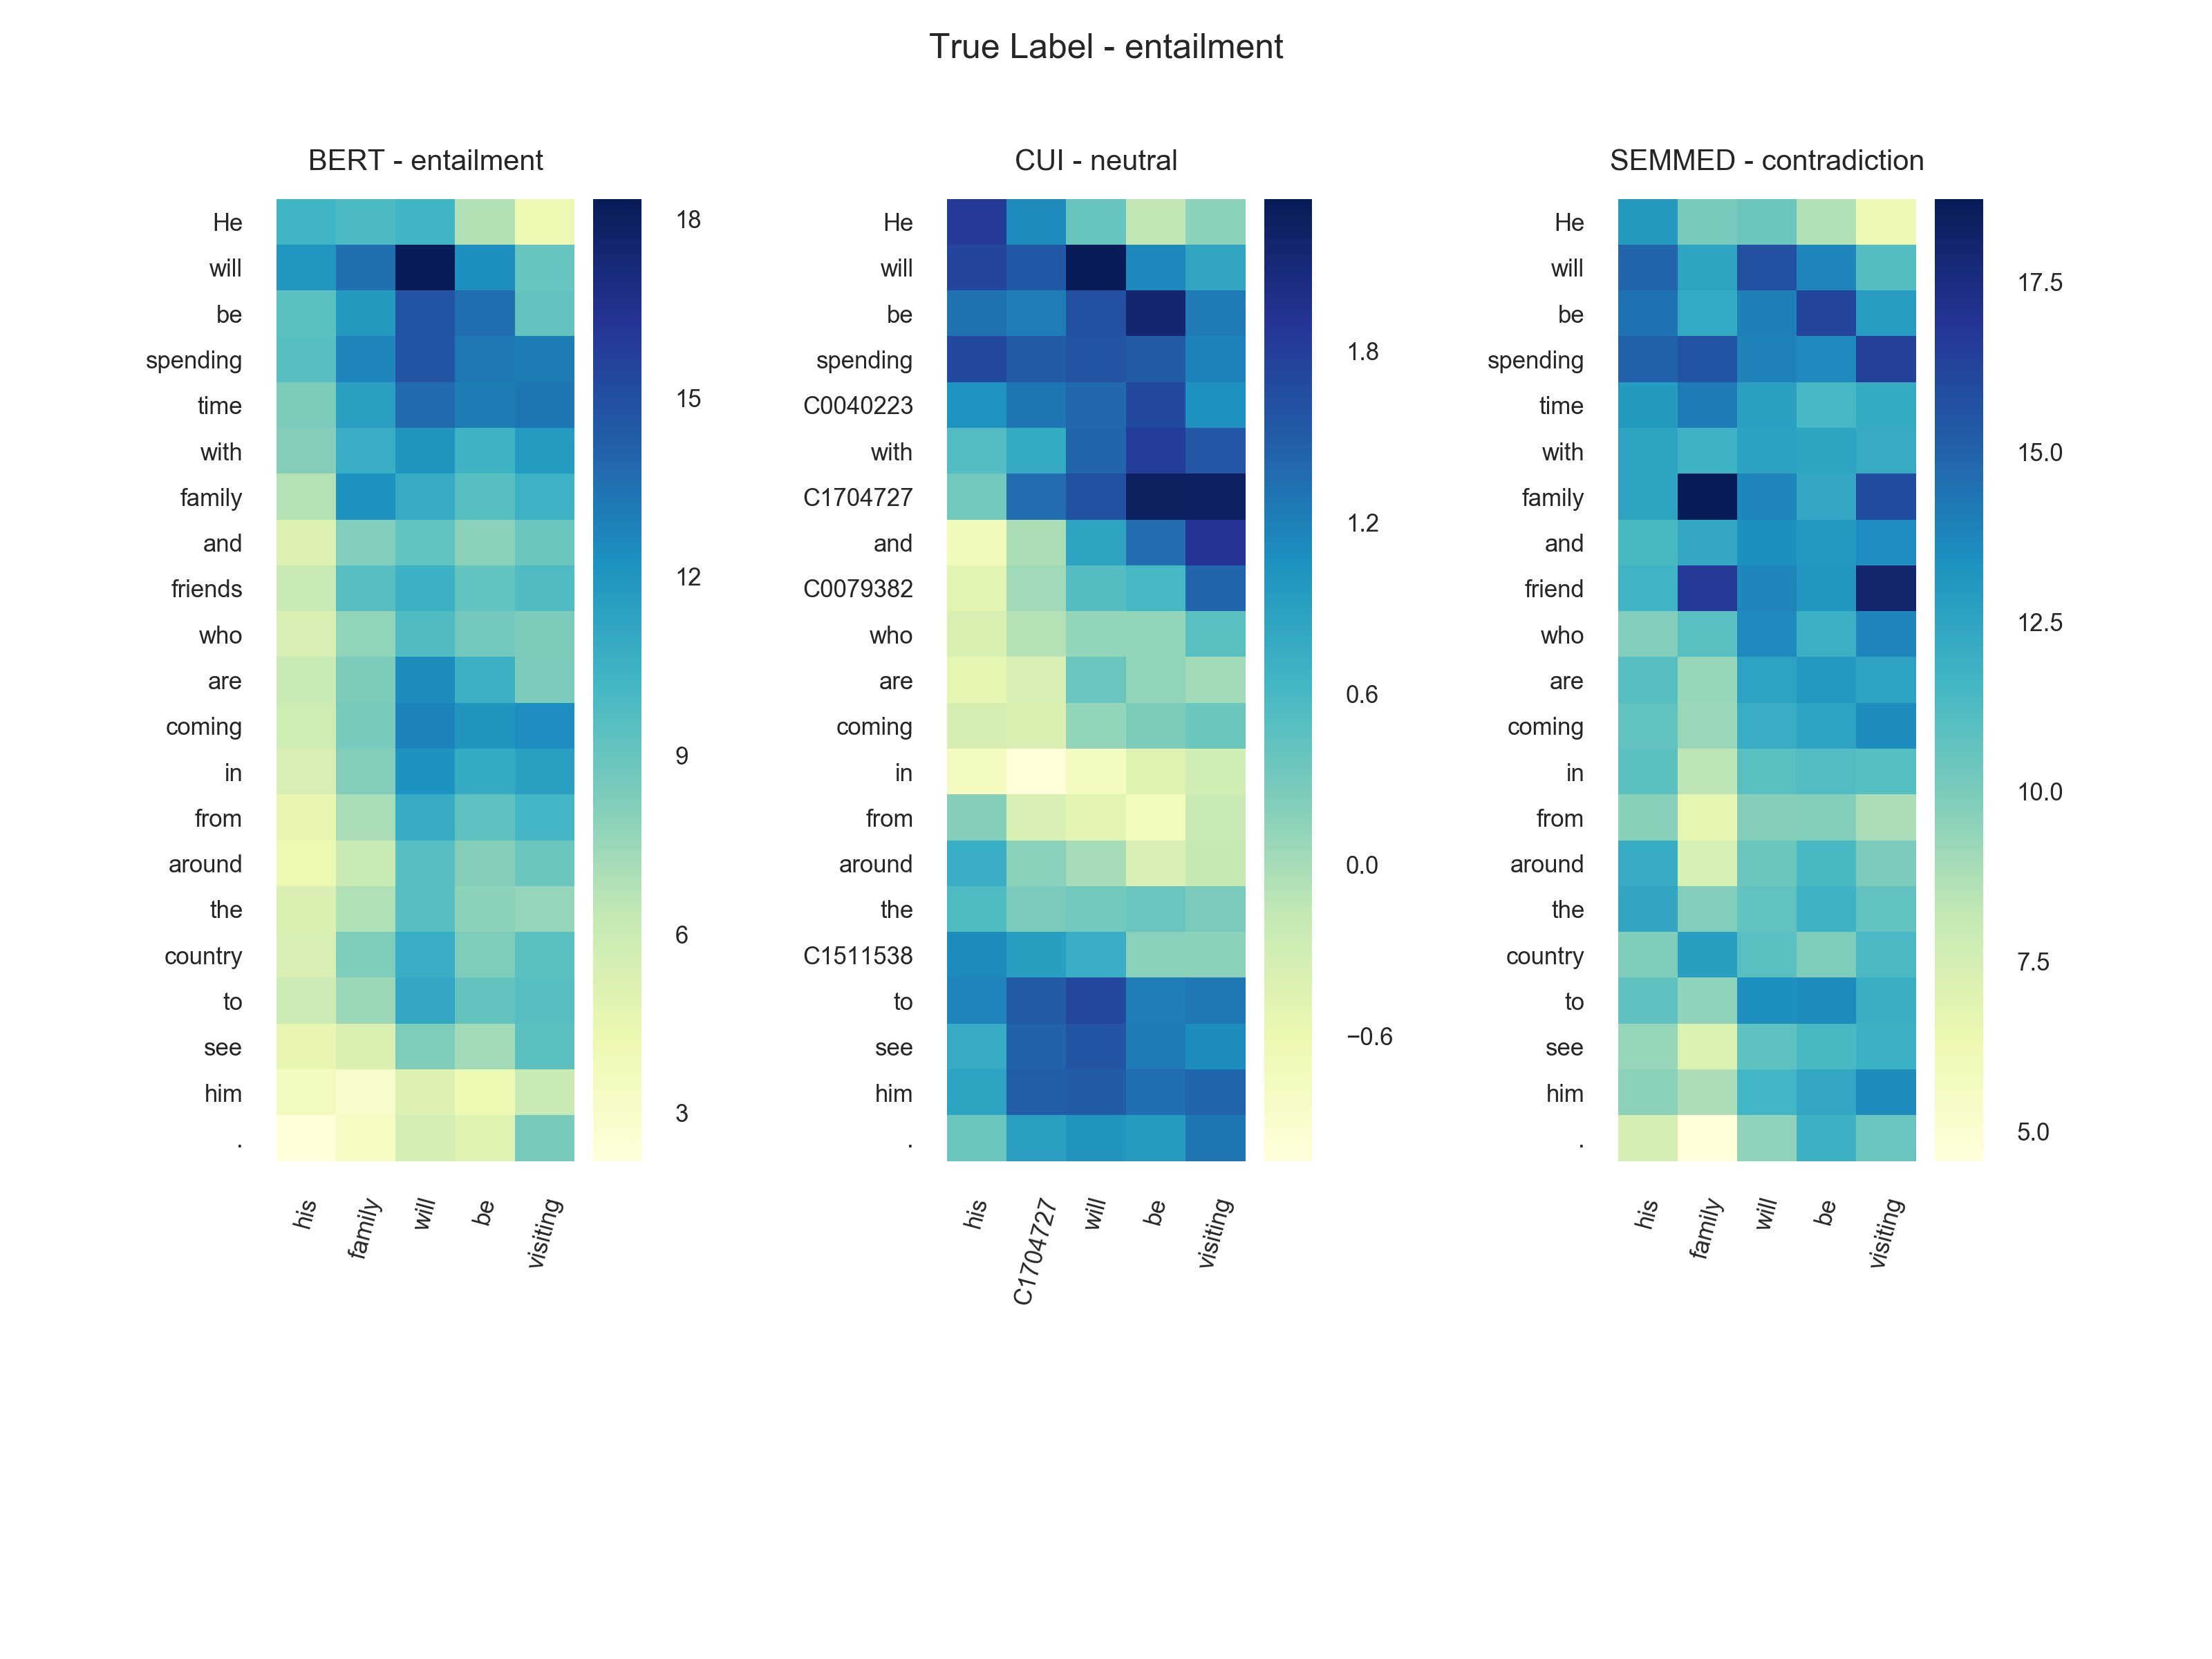 True Label - entailment
BERT - entailment
He
will
be
spending
time
with
family
and
friends
who
are
coming
in
from
around
the
country
to
see
him
.
his
family
will
be
visiting
18
15
12
9
6
3
CUI - neutral
He
will
be
spending
C0040223
with
C1704727
and
C0079382
who
are
coming
in
from
around
the
C1511538
to
see
him
.
his
C1704727
will
be
visiting
1.8
1.2
0.6
0.0
−0.6
SEMMED - contradiction
He
will
be
spending
time
with
family
and
friend
who
are
coming
in
from
around
the
country
to
see
him
.
his
family
will
be
visiting
17.5
15.0
12.5
10.0
7.5
5.0